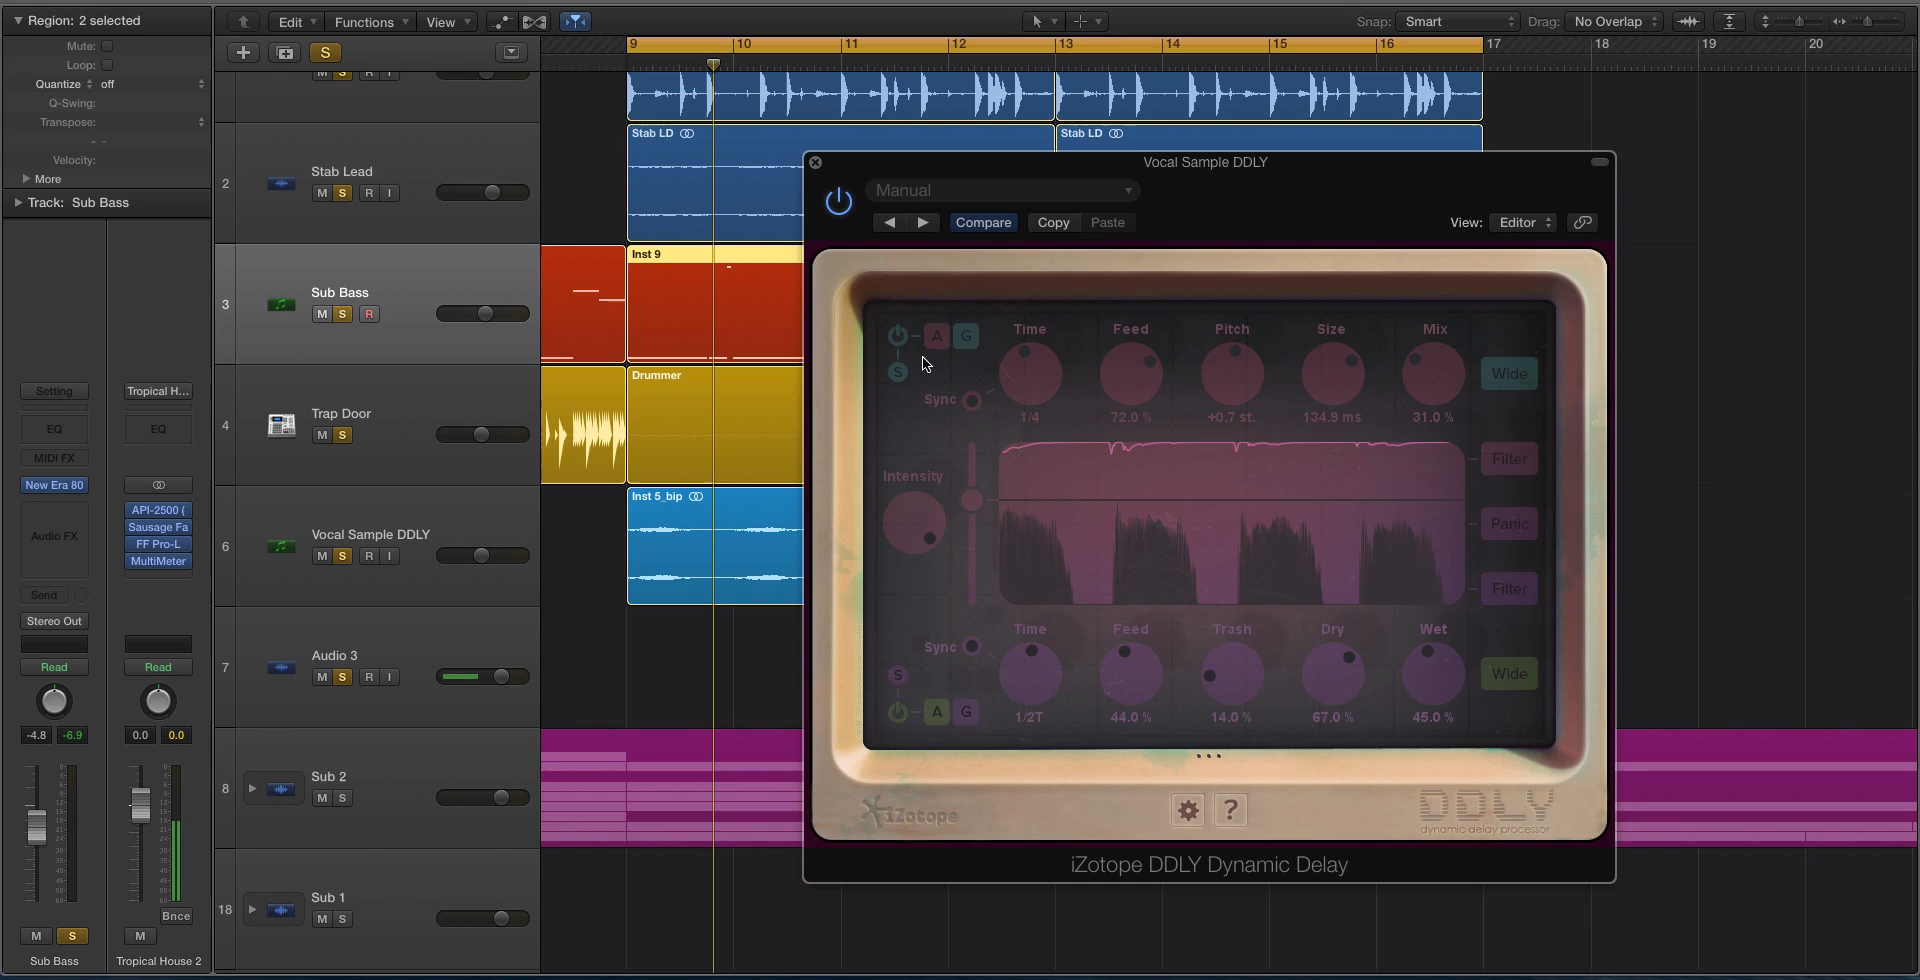 Region: 2 selected
Mute:
Loop:
Quantize off
Q-Swing:
Transpose:
- -
Velocity:
More
Track: Sub Bass
Edit Functions View
Snap: Smart Drag: No Overlap
S
9 10 11 12 13 14 15 16 17 18 19 20
M S R I
2 Stab Lead
M S R I
3 Sub Bass
M S R
4 Trap Door
M S
6 Vocal Sample DDLY
M S R I
7 Audio 3
M S R I
8 Sub 2
M S
18 Sub 1
M S
Stab LD Stab LD
Inst 9
Drummer
Inst 5_bip
Setting Tropical H...
EQ EQ
MIDI FX
New Era 80
Audio FX
API-2500 (
Sausage Fa
FF Pro-L
MultiMeter
Send
Stereo Out
Read Read
-4.8 -6.9 0.0 0.0
Bnce
M S M
Sub Bass Tropical House 2
Vocal Sample DDLY
Manual
Compare Copy Paste
View: Editor
A G Time Feed Pitch Size Mix
S
Wide
Sync
1/4 72.0 % +0.7 st. 134.9 ms 31.0 %
Filter
Intensity
Panic
Filter
Time Feed Trash Dry Wet
Sync
S
Wide
A G
1/2T 44.0 % 14.0 % 67.0 % 45.0 %
iZotope
?
DDLY
dynamic delay processor
iZotope DDLY Dynamic Delay